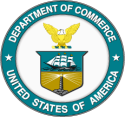 DEPARTMENT OF COMMERCE
UNITED STATES OF AMERICA